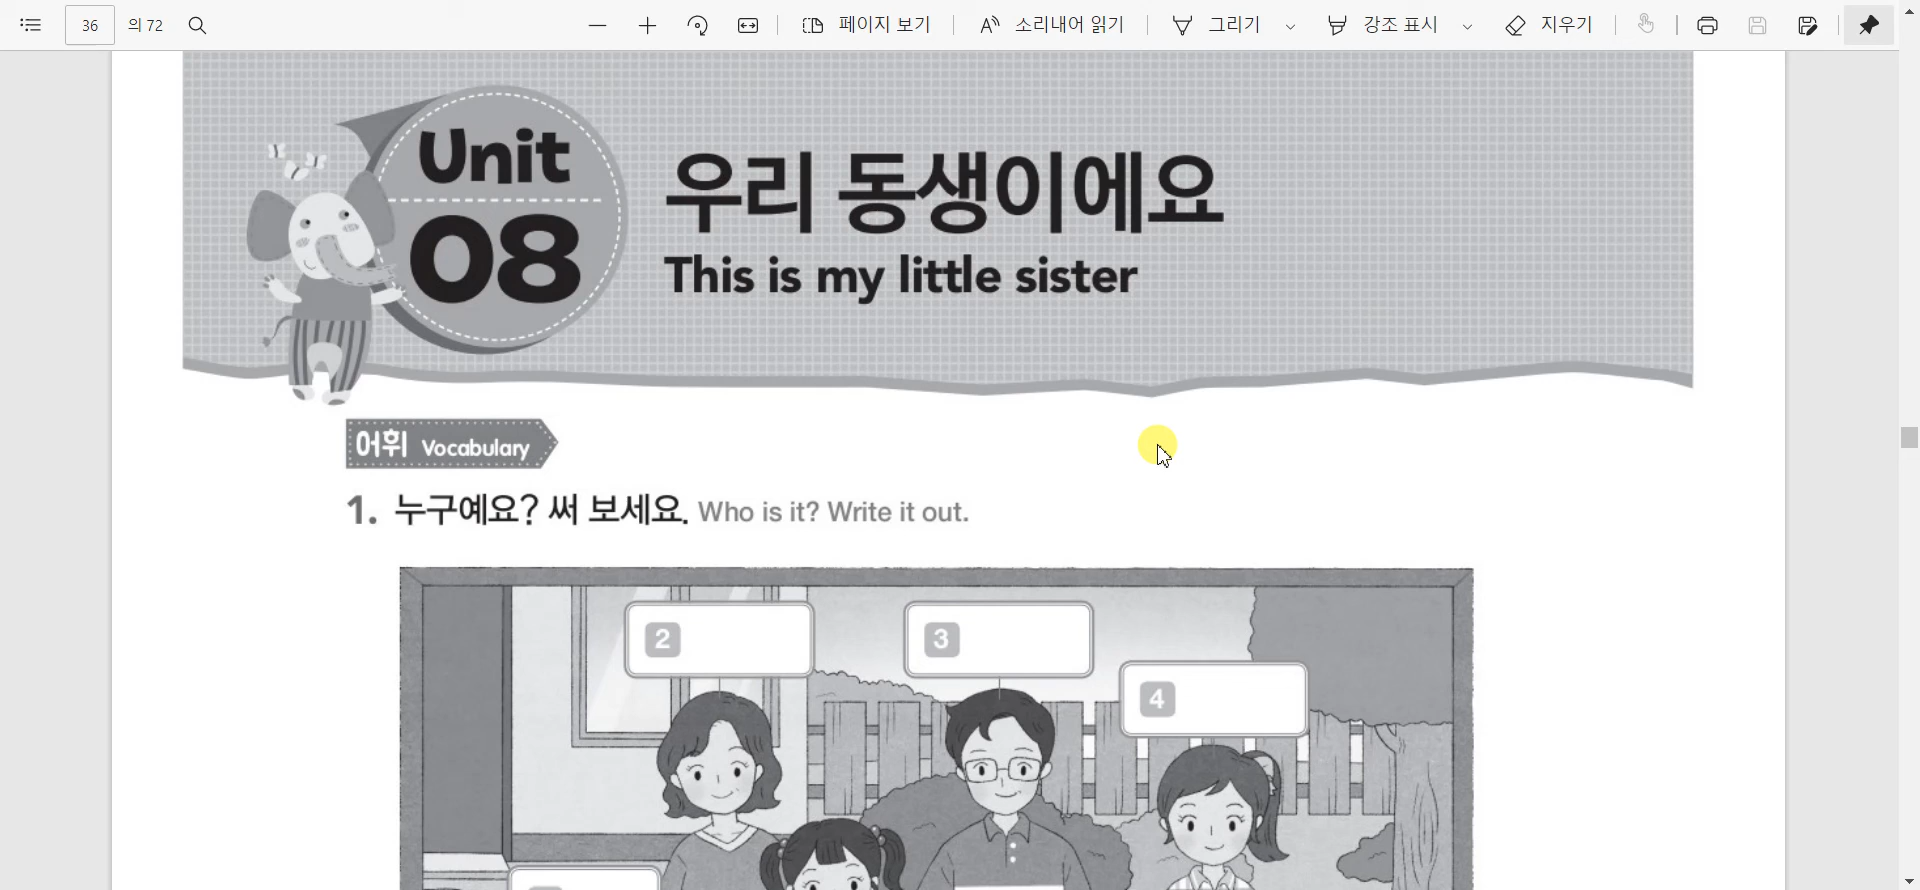 36 의 72 페이지 보기 소리내어 읽기 그리기 강조 표시 지우기
Unit
08
우리 동생이에요
This is my little sister
어휘 Vocabulary
1. 누구예요? 써 보세요. Who is it? Write it out.
2
3
4